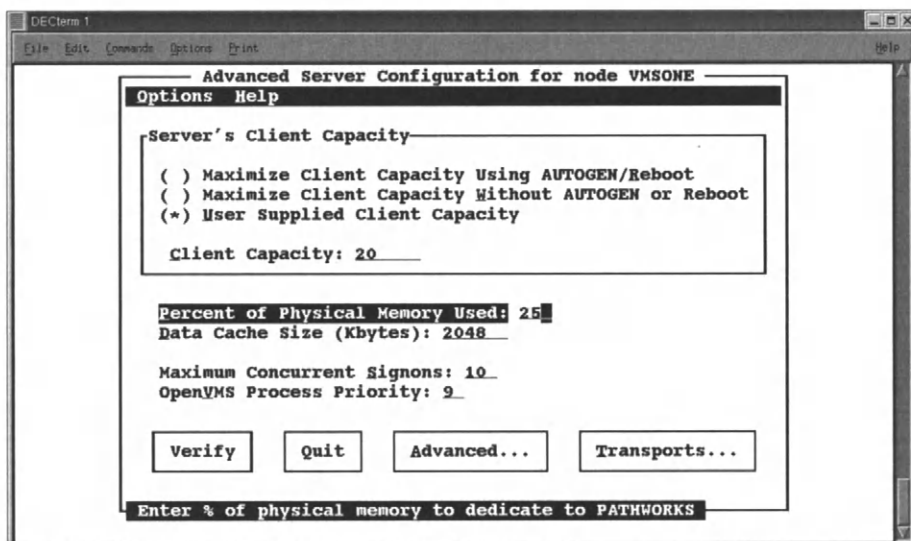 DECterm 1
File Edit Commands Options Print Help
Advanced Server Configuration for node VMSONE
Options Help
Server's Client Capacity
( ) Maximize Client Capacity Using AUTOGEN/Reboot
( ) Maximize Client Capacity Without AUTOGEN or Reboot
(*) User Supplied Client Capacity
Client Capacity: 20
Percent of Physical Memory Used: 25
Data Cache Size (Kbytes): 2048
Maximum Concurrent Signons: 10
OpenVMS Process Priority: 9
Verify Quit Advanced... Transports...
Enter % of physical memory to dedicate to PATHWORKS